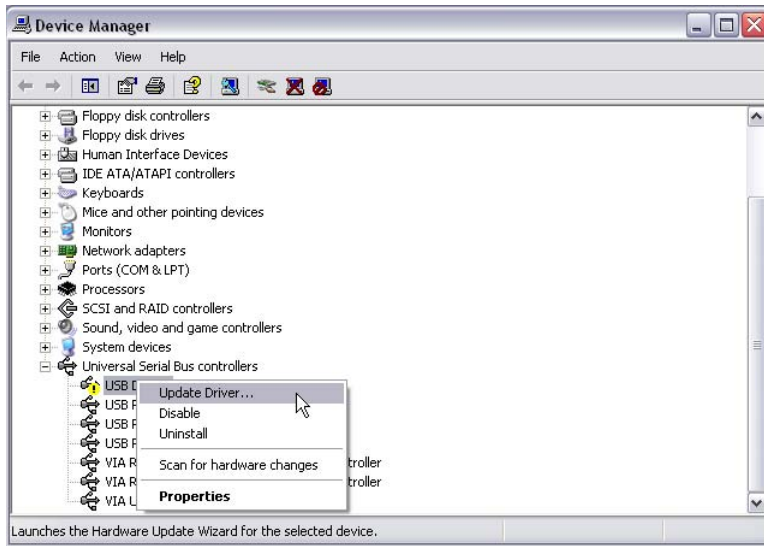 Device Manager
File Action View Help
Floppy disk controllers
Floppy disk drives
Human Interface Devices
IDE ATA/ATAPI controllers
Keyboards
Mice and other pointing devices
Monitors
Network adapters
Ports (COM & LPT)
Processors
SCSI and RAID controllers
Sound, video and game controllers
System devices
Universal Serial Bus controllers
USB
Update Driver...
USB
Disable
USB
Uninstall
USB
VIA
Scan for hardware changes
VIA
Properties
VIA
Launches the Hardware Update Wizard for the selected device.